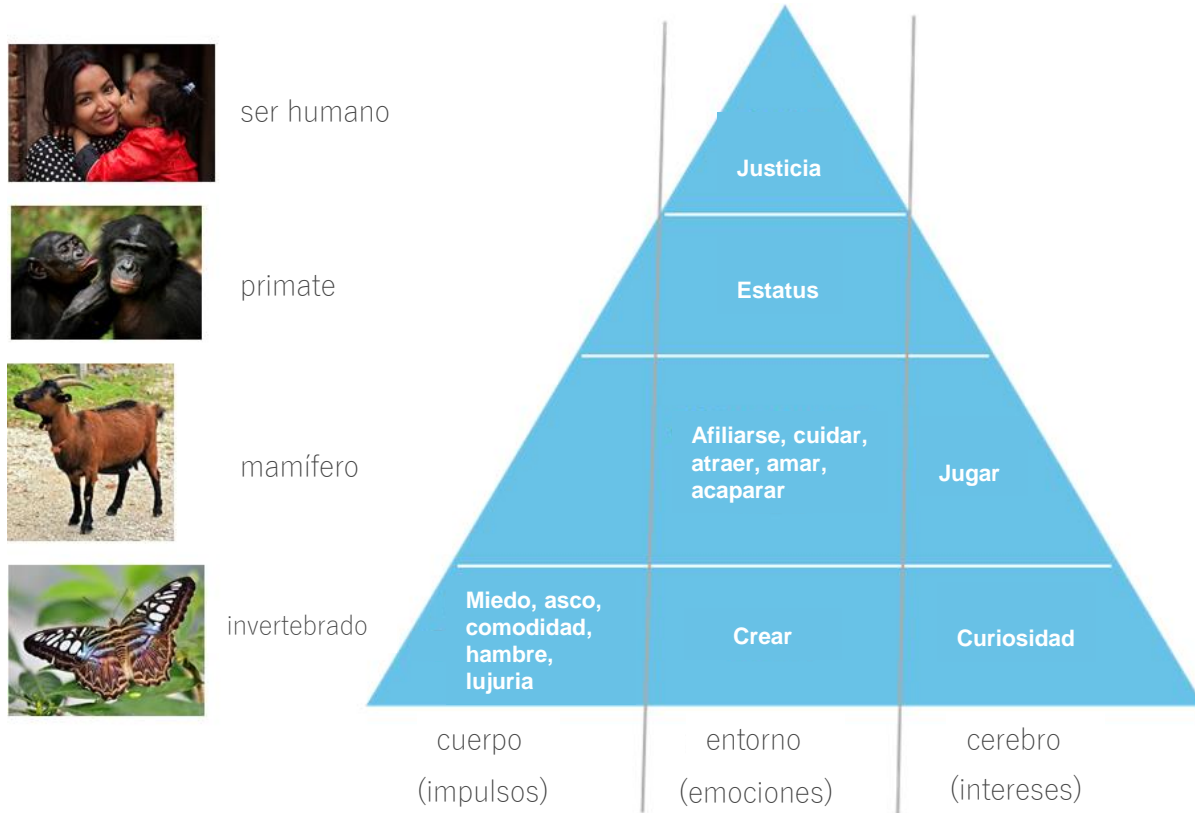 ser humano
Justicia
primate
Estatus
mamífero
Afiliarse, cuidar,
atraer, amar,
acaparar
Jugar
invertebrado
Miedo, asco,
comodidad,
hambre,
lujuria
Crear
Curiosidad
cuerpo
(impulsos)
entorno
(emociones)
cerebro
(intereses)